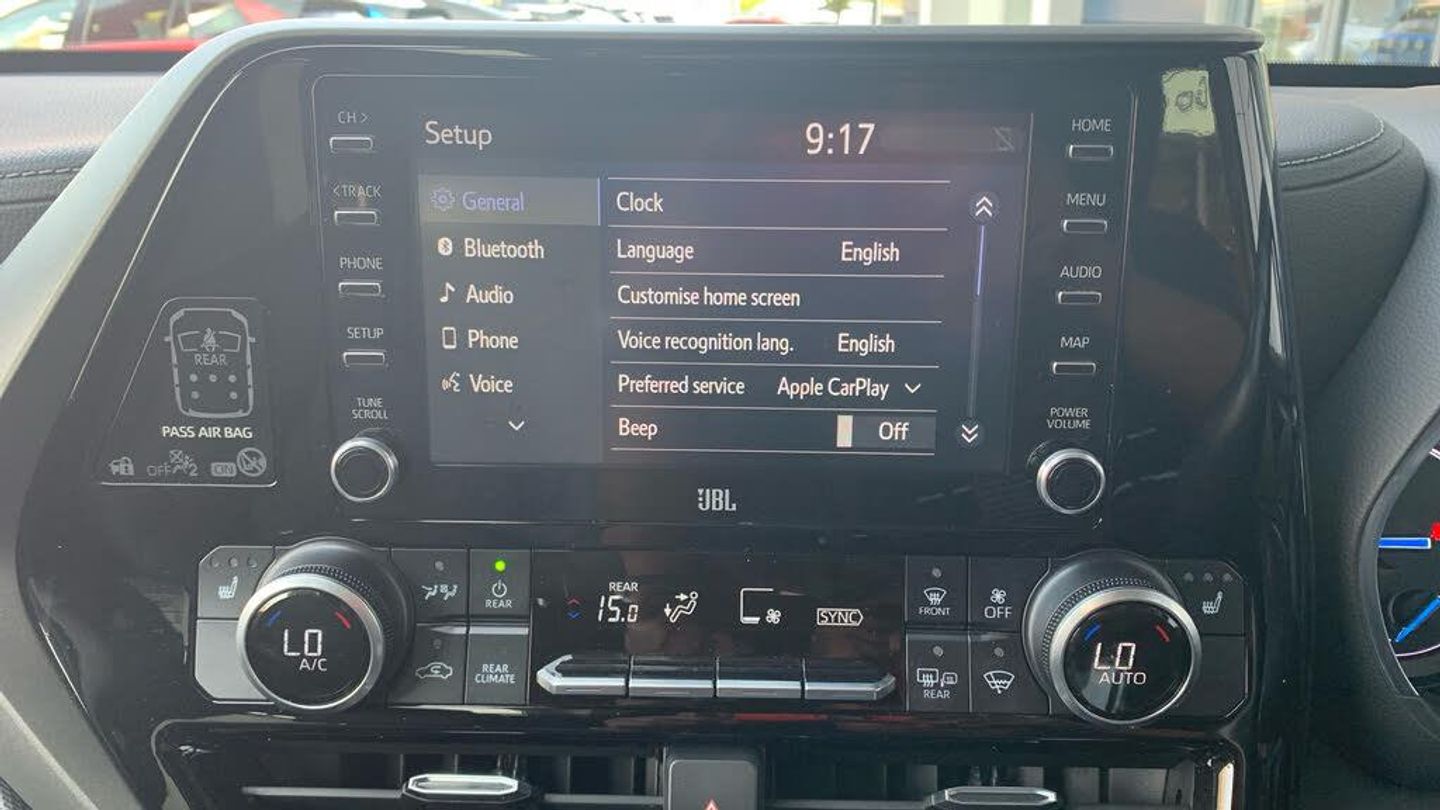 CH >
< TRACK
PHONE
SETUP
TUNE
SCROLL
REAR
PASS AIR BAG
OFF
2
ON
Setup
9:17
General
Bluetooth
Audio
Phone
Voice
Clock
Language English
Customise home screen
Voice recognition lang. English
Preferred service Apple CarPlay
Beep Off
HOME
MENU
AUDIO
MAP
POWER
VOLUME
JBL
LO
A/C
REAR
REAR
CLIMATE
REAR
15.0
SYNC
FRONT
OFF
REAR
LO
AUTO